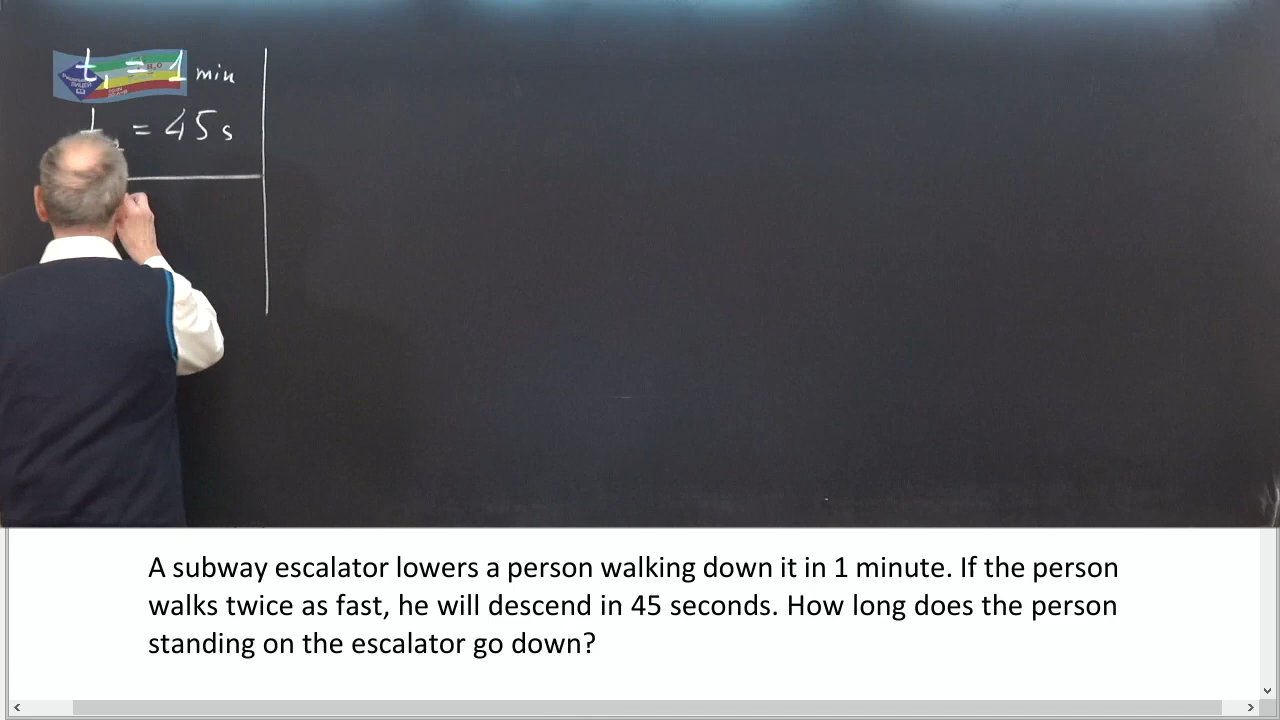 t₁ = 1 min
= 45 s
A subway escalator lowers a person walking down it in 1 minute. If the person
walks twice as fast, he will descend in 45 seconds. How long does the person
standing on the escalator go down?